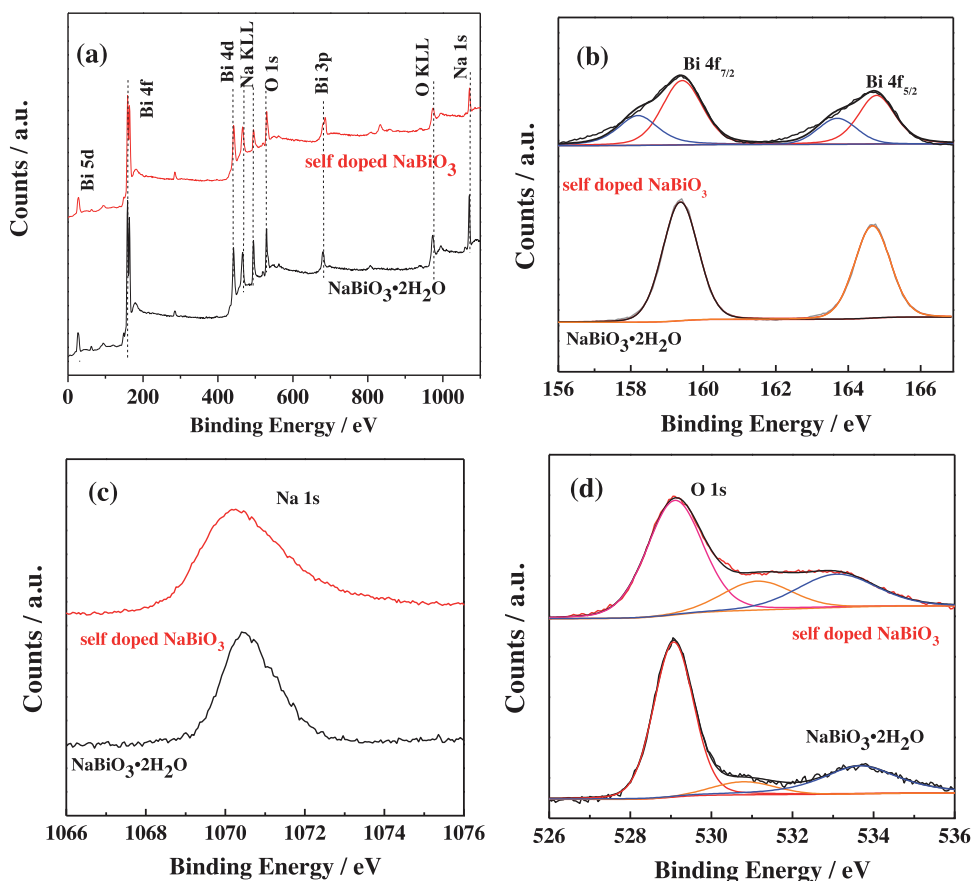 (a)
Bi 5d
Bi 4f
Bi 4d
Na KLL
O 1s
Bi 3p
O KLL
Na 1s
self doped NaBiO₃
NaBiO₃•2H₂O
Counts / a.u.
0 200 400 600 800 1000
Binding Energy / eV
(b)
Bi 4f₇/₂
Bi 4f₅/₂
self doped NaBiO₃
NaBiO₃•2H₂O
Counts / a.u.
156 158 160 162 164 166
Binding Energy / eV
(c)
Na 1s
self doped NaBiO₃
NaBiO₃•2H₂O
Counts / a.u.
1066 1068 1070 1072 1074 1076
Binding Energy / eV
(d)
O 1s
self doped NaBiO₃
NaBiO₃•2H₂O
Counts / a.u.
526 528 530 532 534 536
Binding Energy / eV